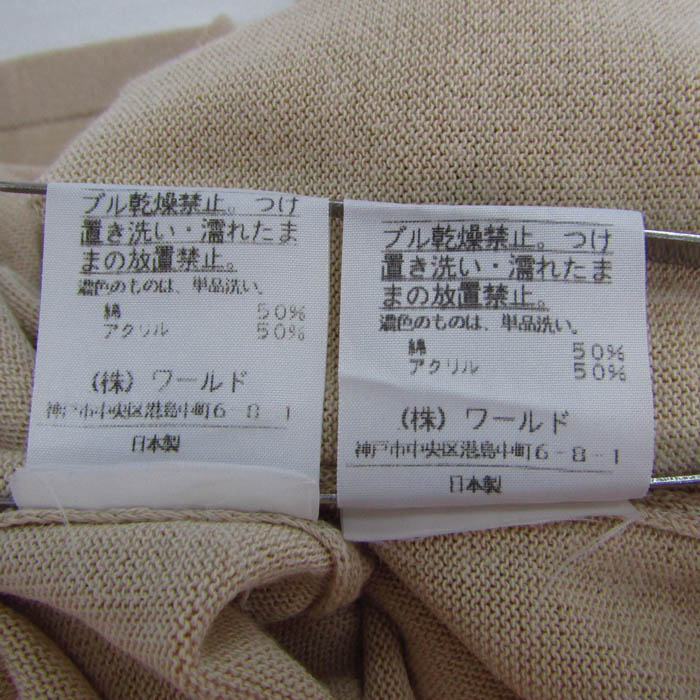 ブル乾燥禁止。つけ
置き洗い・濡れたま
まの放置禁止。
濃色のものは、単品洗い。
綿 50%
アクリル 50%
(株) ワールド
神戸市中央区港島中町6-8-1
日本製
ブル乾燥禁止。つけ
置き洗い・濡れたま
まの放置禁止。
濃色のものは、単品洗い。
綿 50%
アクリル 50%
(株) ワールド
神戸市中央区港島中町6-8-1
日本製